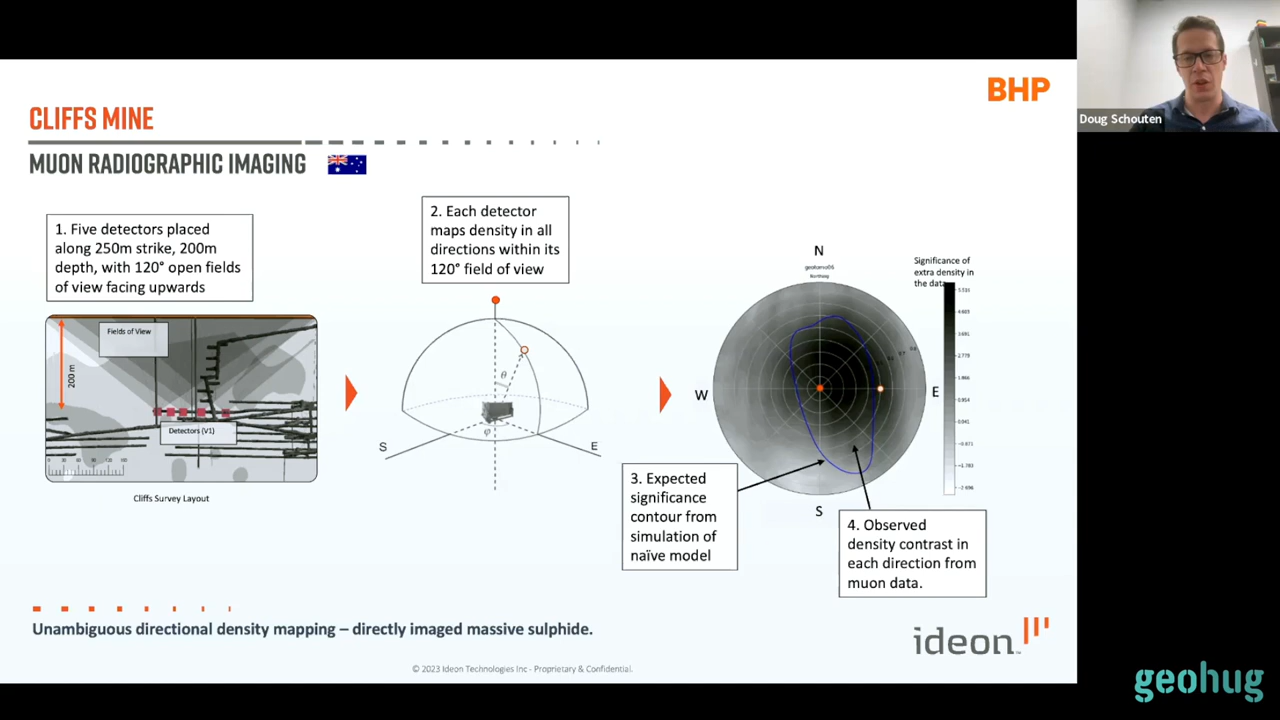 BHP
CLIFFS MINE
MUON RADIOGRAPHIC IMAGING
Doug Schouten
1. Five detectors placed
along 250m strike, 200m
depth, with 120° open fields
of view facing upwards
Fields of View
200 m
Detectors (V1)
Cliffs Survey Layout
2. Each detector
maps density in all
directions within its
120° field of view
θ
φ
S
E
N
Northing
W
E
S
Significance of
extra density in
the data
3. Expected
significance
contour from
simulation of
naïve model
4. Observed
density contrast in
each direction from
muon data.
Unambiguous directional density mapping – directly imaged massive sulphide.
© 2023 Ideon Technologies Inc - Proprietary & Confidential.
ideon
geohug